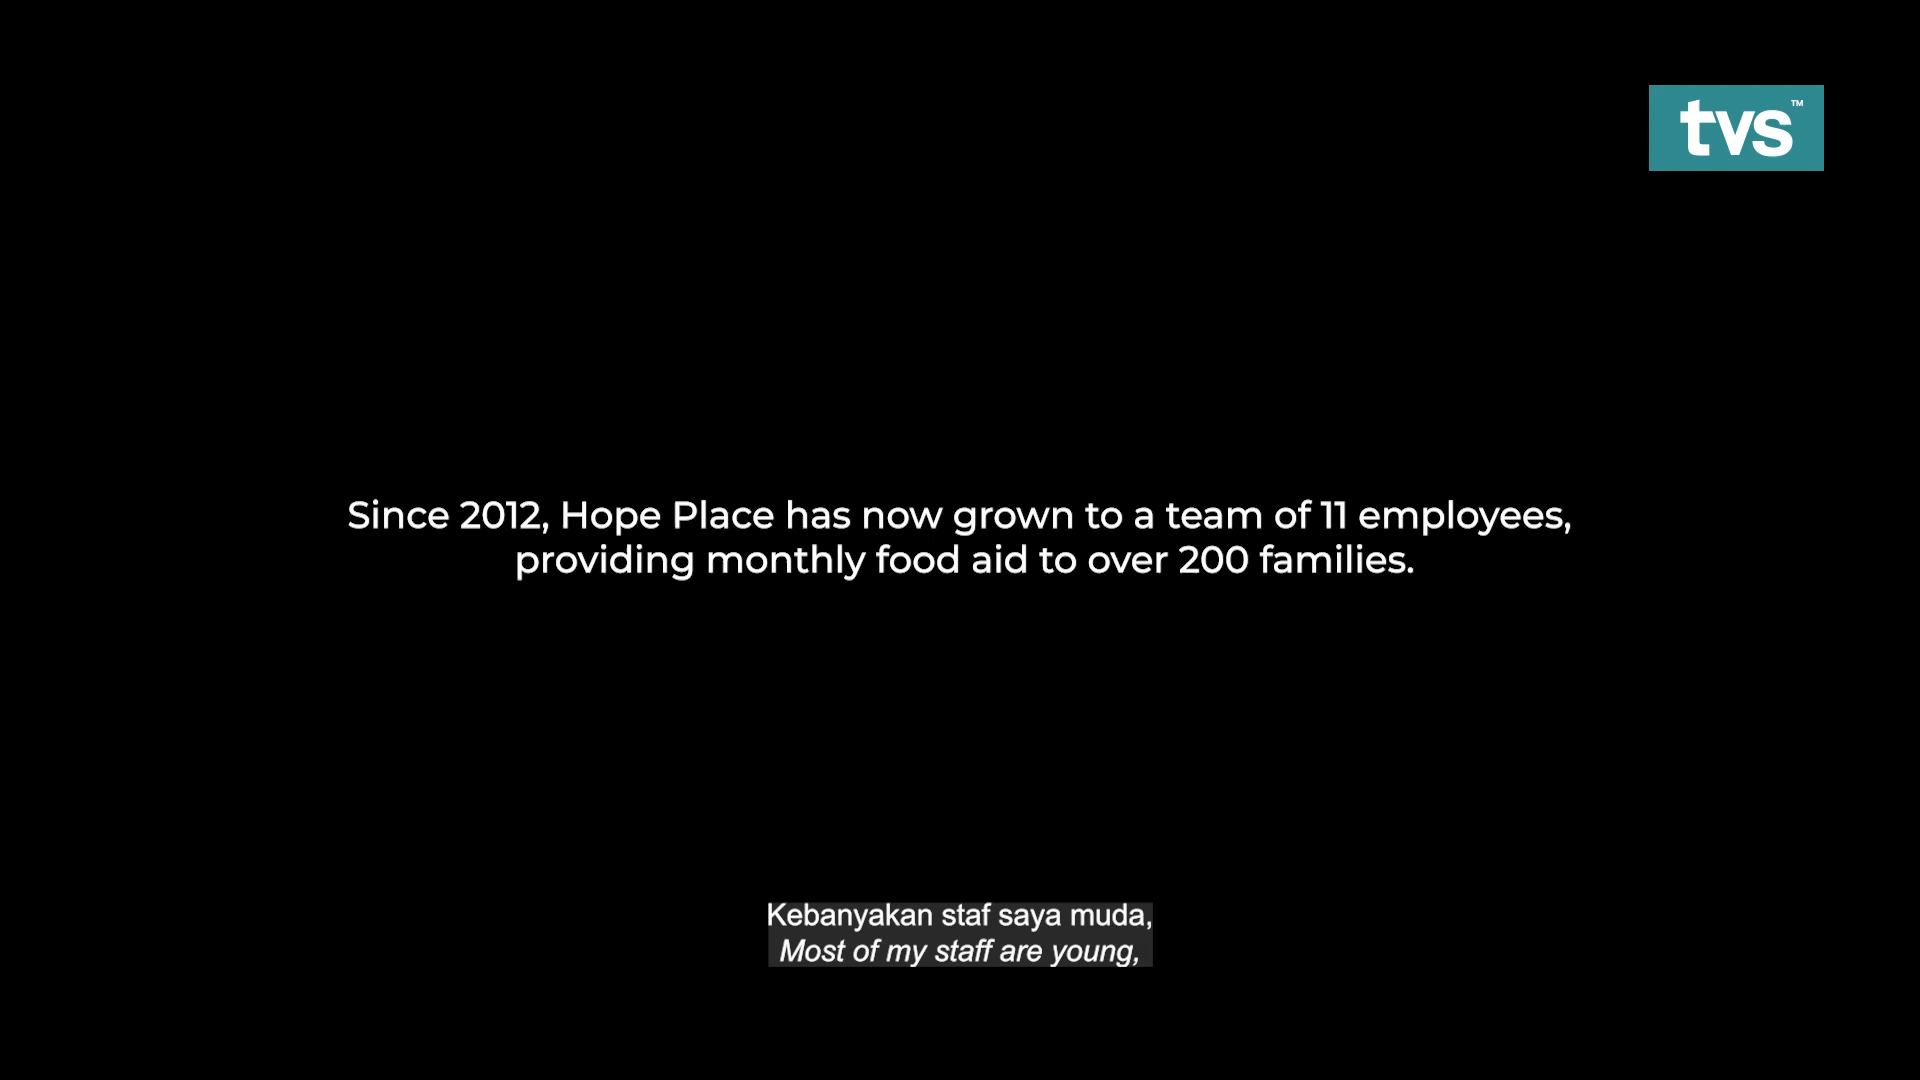 tvs™
Since 2012, Hope Place has now grown to a team of 11 employees,
providing monthly food aid to over 200 families.
Kebanyakan staf saya muda,
Most of my staff are young,